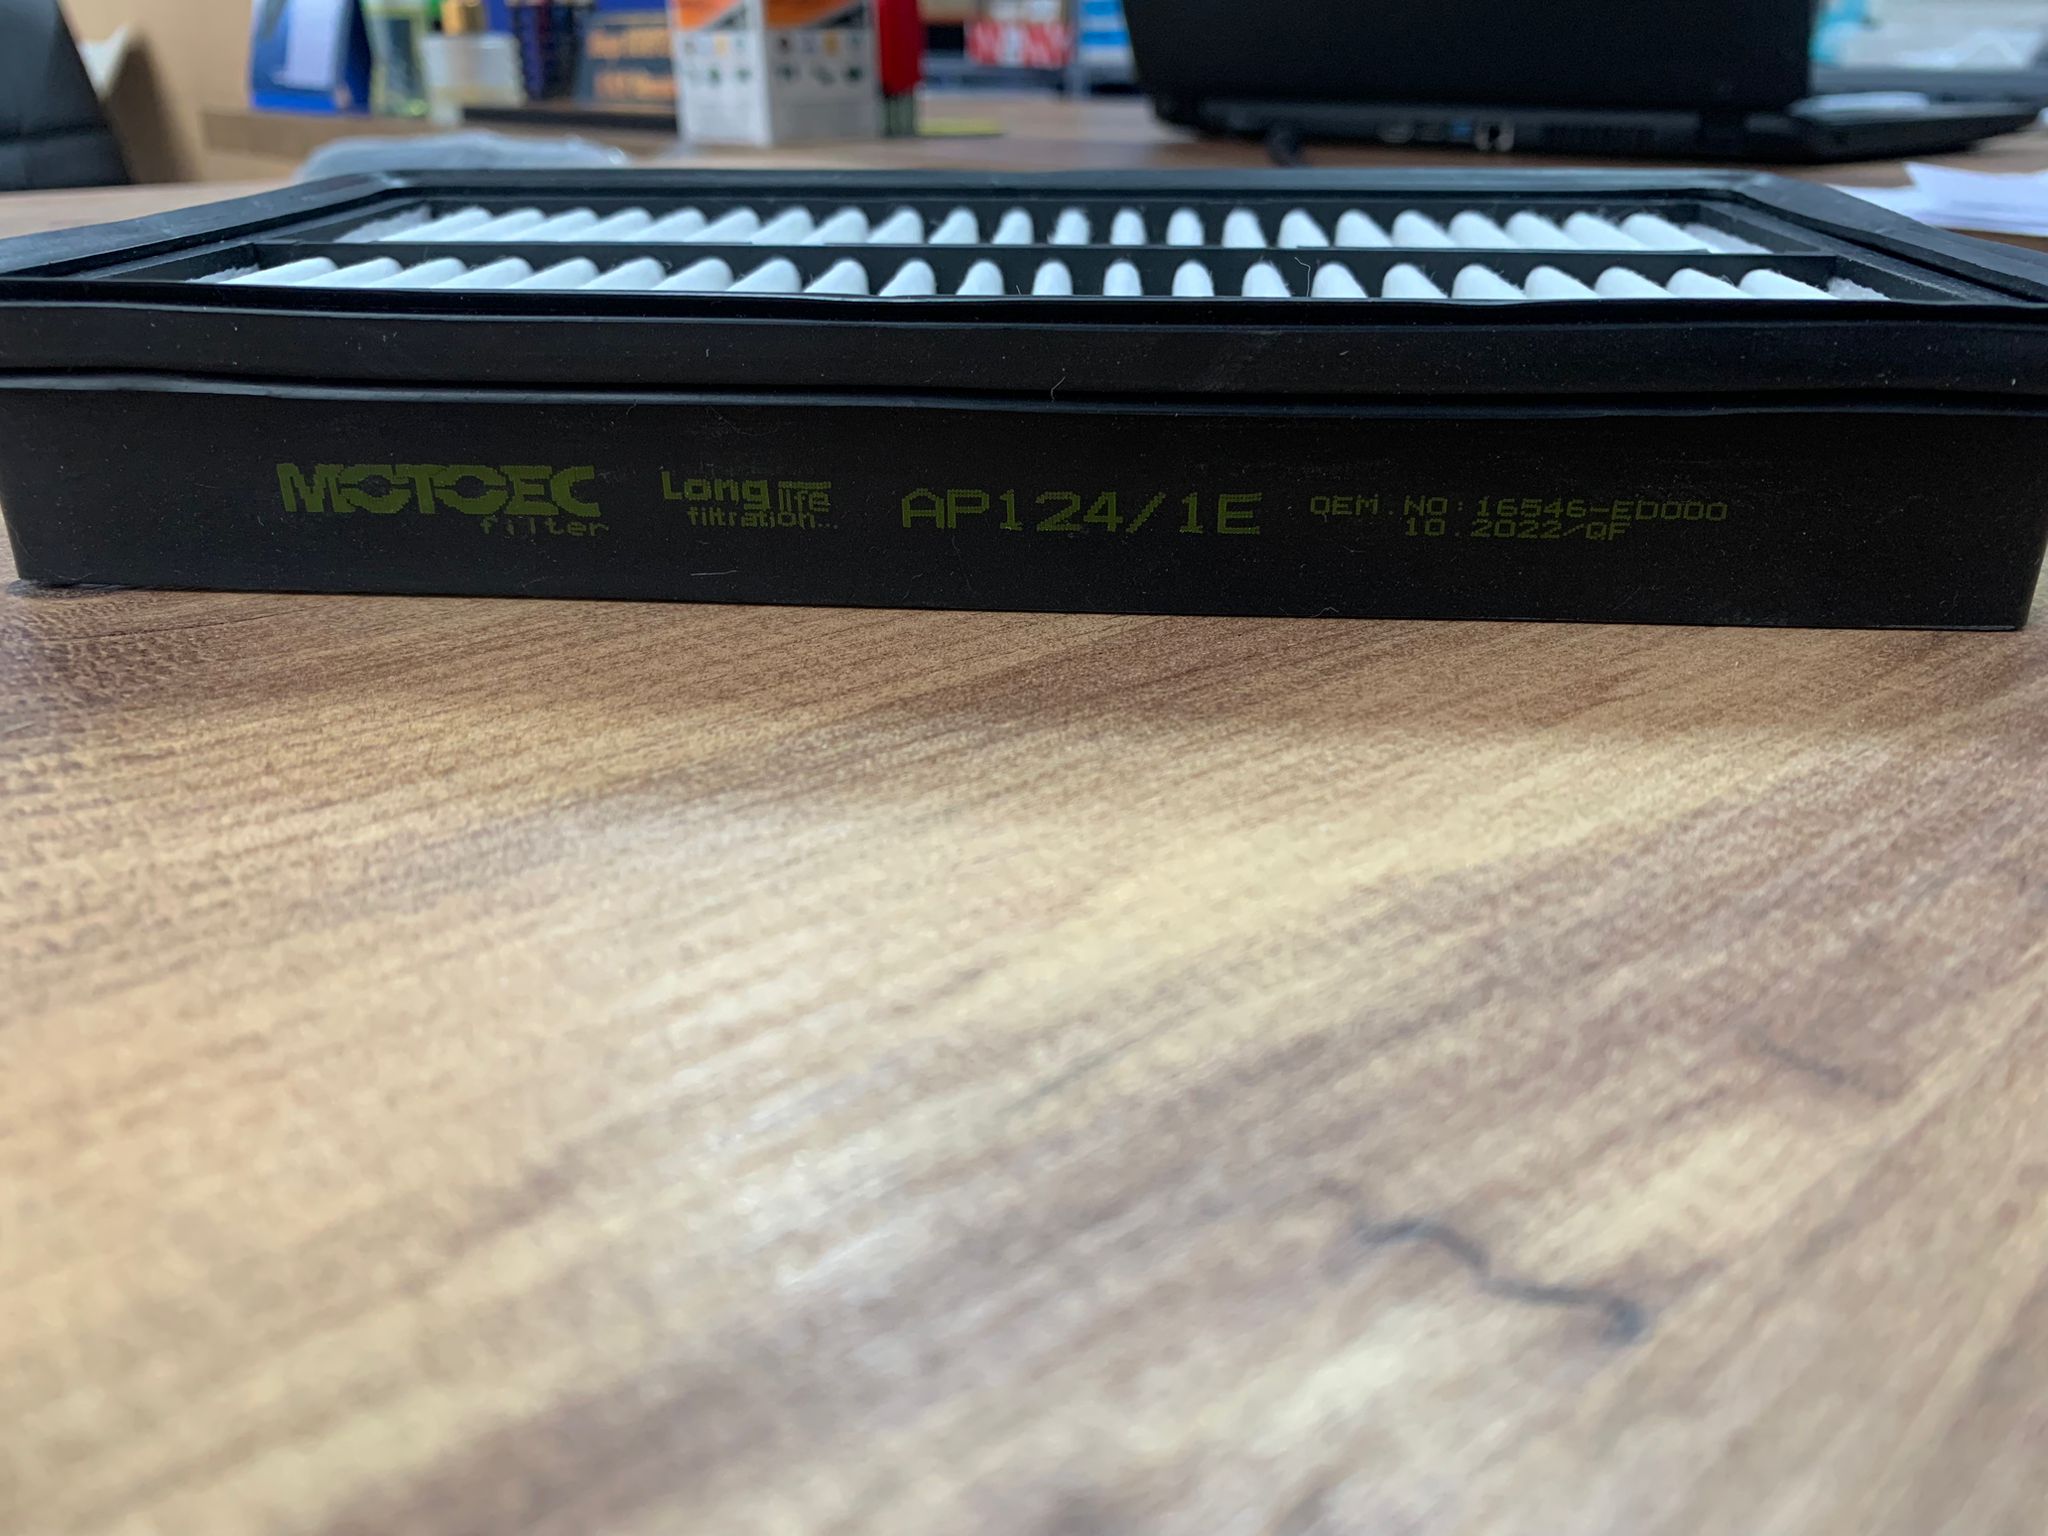 MOTOEC
filter
Long
life
filtration...
AP124/1E
OEM.NO:16546-ED000
10.2022/QF